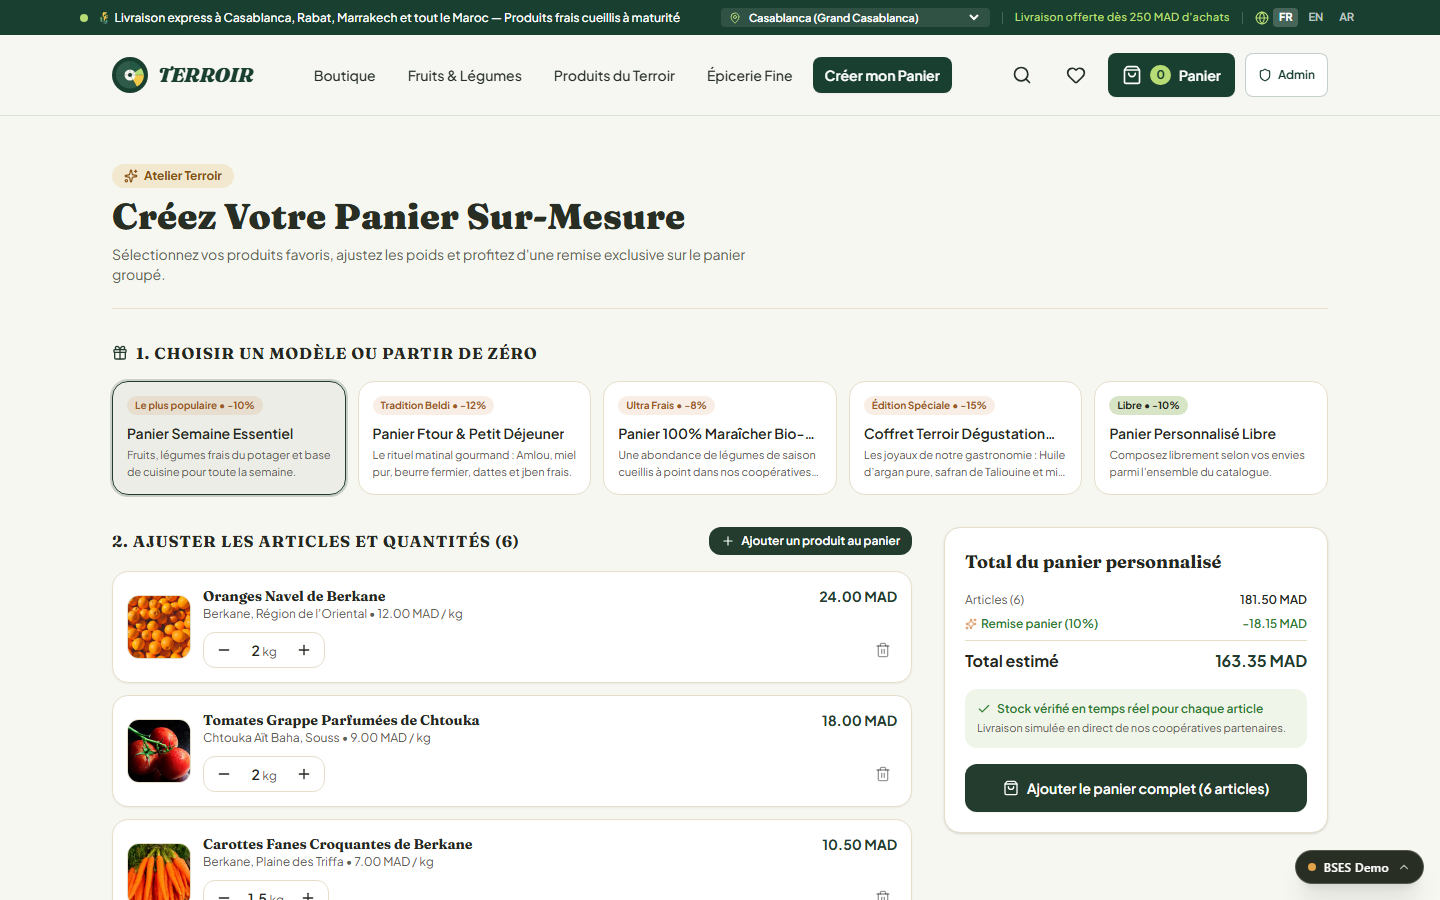 Livraison express à Casablanca, Rabat, Marrakech et tout le Maroc — Produits frais cueillis à maturité
Casablanca (Grand Casablanca)
Livraison offerte dès 250 MAD d'achats
FR EN AR
TERROIR
Boutique
Fruits & Légumes
Produits du Terroir
Épicerie Fine
Créer mon Panier
0 Panier
Admin
Atelier Terroir
Créez Votre Panier Sur-Mesure
Sélectionnez vos produits favoris, ajustez les poids et profitez d'une remise exclusive sur le panier
groupé.
1. CHOISIR UN MODÈLE OU PARTIR DE ZÉRO
Le plus populaire • -10%
Panier Semaine Essentiel
Fruits, légumes frais du potager et base
de cuisine pour toute la semaine.
Tradition Beldi • -12%
Panier Ftour & Petit Déjeuner
Le rituel matinal gourmand : Amlou, miel
pur, beurre fermier, dattes et jben frais.
Ultra Frais • -8%
Panier 100% Maraîcher Bio-...
Une abondance de légumes de saison
cueillis à point dans nos coopératives...
Édition Spéciale • -15%
Coffret Terroir Dégustation...
Les joyaux de notre gastronomie : Huile
d'argan pure, safran de Taliouine et mi...
Libre • -10%
Panier Personnalisé Libre
Composez librement selon vos envies
parmi l'ensemble du catalogue.
2. AJUSTER LES ARTICLES ET QUANTITÉS (6)
+ Ajouter un produit au panier
Oranges Navel de Berkane
24.00 MAD
Berkane, Région de l'Oriental • 12.00 MAD / kg
− 2 kg +
Tomates Grappe Parfumées de Chtouka
18.00 MAD
Chtouka Aït Baha, Souss • 9.00 MAD / kg
− 2 kg +
Carottes Fanes Croquantes de Berkane
10.50 MAD
Berkane, Plaine des Triffa • 7.00 MAD / kg
− 1.5 kg +
Total du panier personnalisé
Articles (6) 181.50 MAD
Remise panier (10%) -18.15 MAD
Total estimé 163.35 MAD
Stock vérifié en temps réel pour chaque article
Livraison simulée en direct de nos coopératives partenaires.
Ajouter le panier complet (6 articles)
BSES Demo